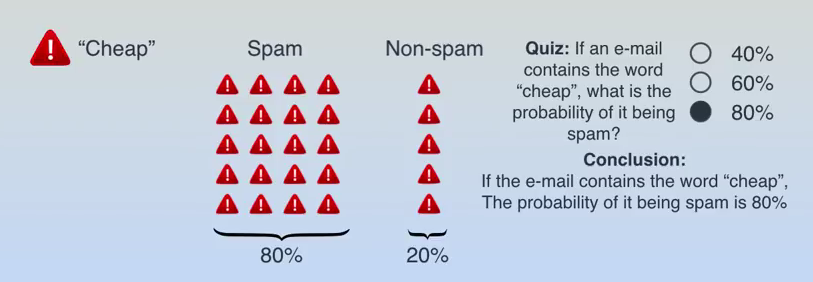 “Cheap”
Spam
Non-spam
80%
20%
Quiz: If an e-mail
contains the word
“cheap”, what is the
probability of it being
spam?
40%
60%
80%
Conclusion:
If the e-mail contains the word “cheap”,
The probability of it being spam is 80%